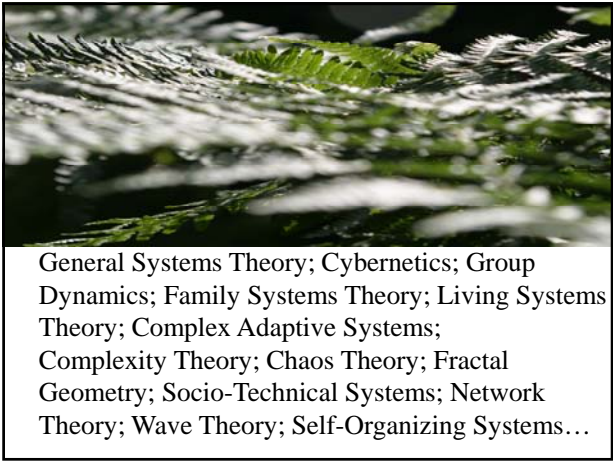 General Systems Theory; Cybernetics; Group
Dynamics; Family Systems Theory; Living Systems
Theory; Complex Adaptive Systems;
Complexity Theory; Chaos Theory; Fractal
Geometry; Socio-Technical Systems; Network
Theory; Wave Theory; Self-Organizing Systems…